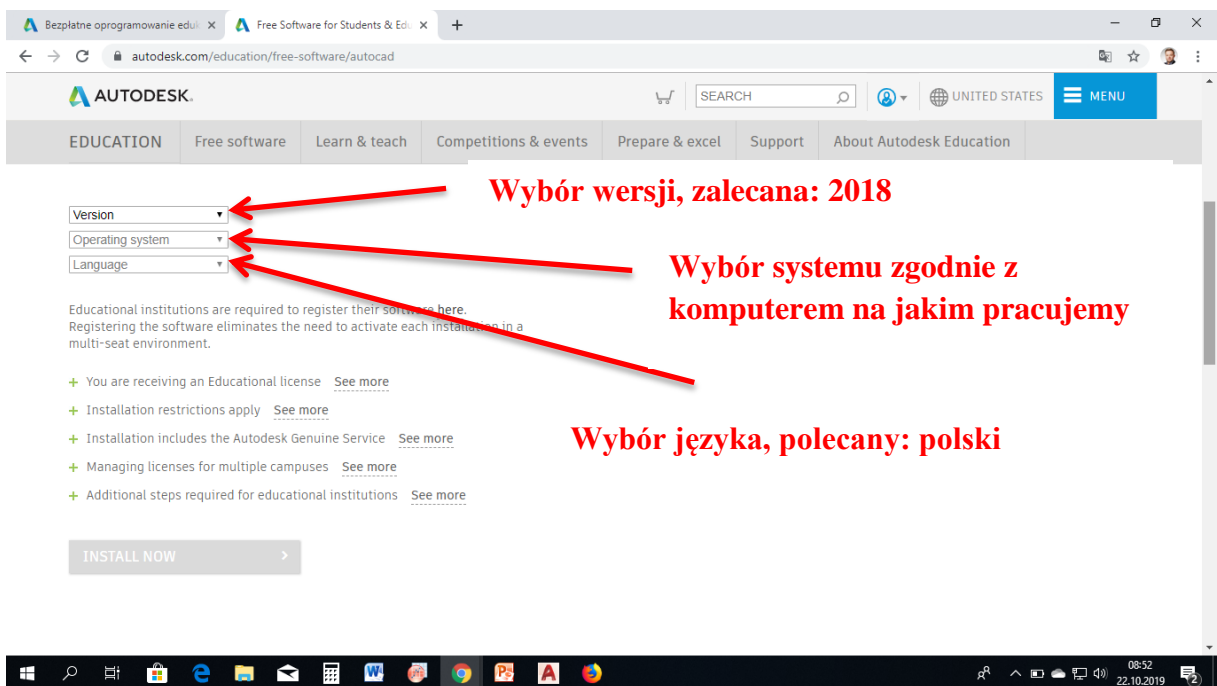 Bezpłatne oprogramowanie eduk
Free Software for Students & Edu
autodesk.com/education/free-software/autocad
AUTODESK.
SEARCH
UNITED STATES
MENU
EDUCATION
Free software
Learn & teach
Competitions & events
Prepare & excel
Support
About Autodesk Education
Wybór wersji, zalecana: 2018
Version
Operating system
Language
Wybór systemu zgodnie z
komputerem na jakim pracujemy
Educational institutions are required to register their software here.
Registering the software eliminates the need to activate each installation in a
multi-seat environment.
+ You are receiving an Educational license See more
+ Installation restrictions apply See more
+ Installation includes the Autodesk Genuine Service See more
+ Managing licenses for multiple campuses See more
+ Additional steps required for educational institutions See more
Wybór języka, polecany: polski
INSTALL NOW
08:52
22.10.2019
2